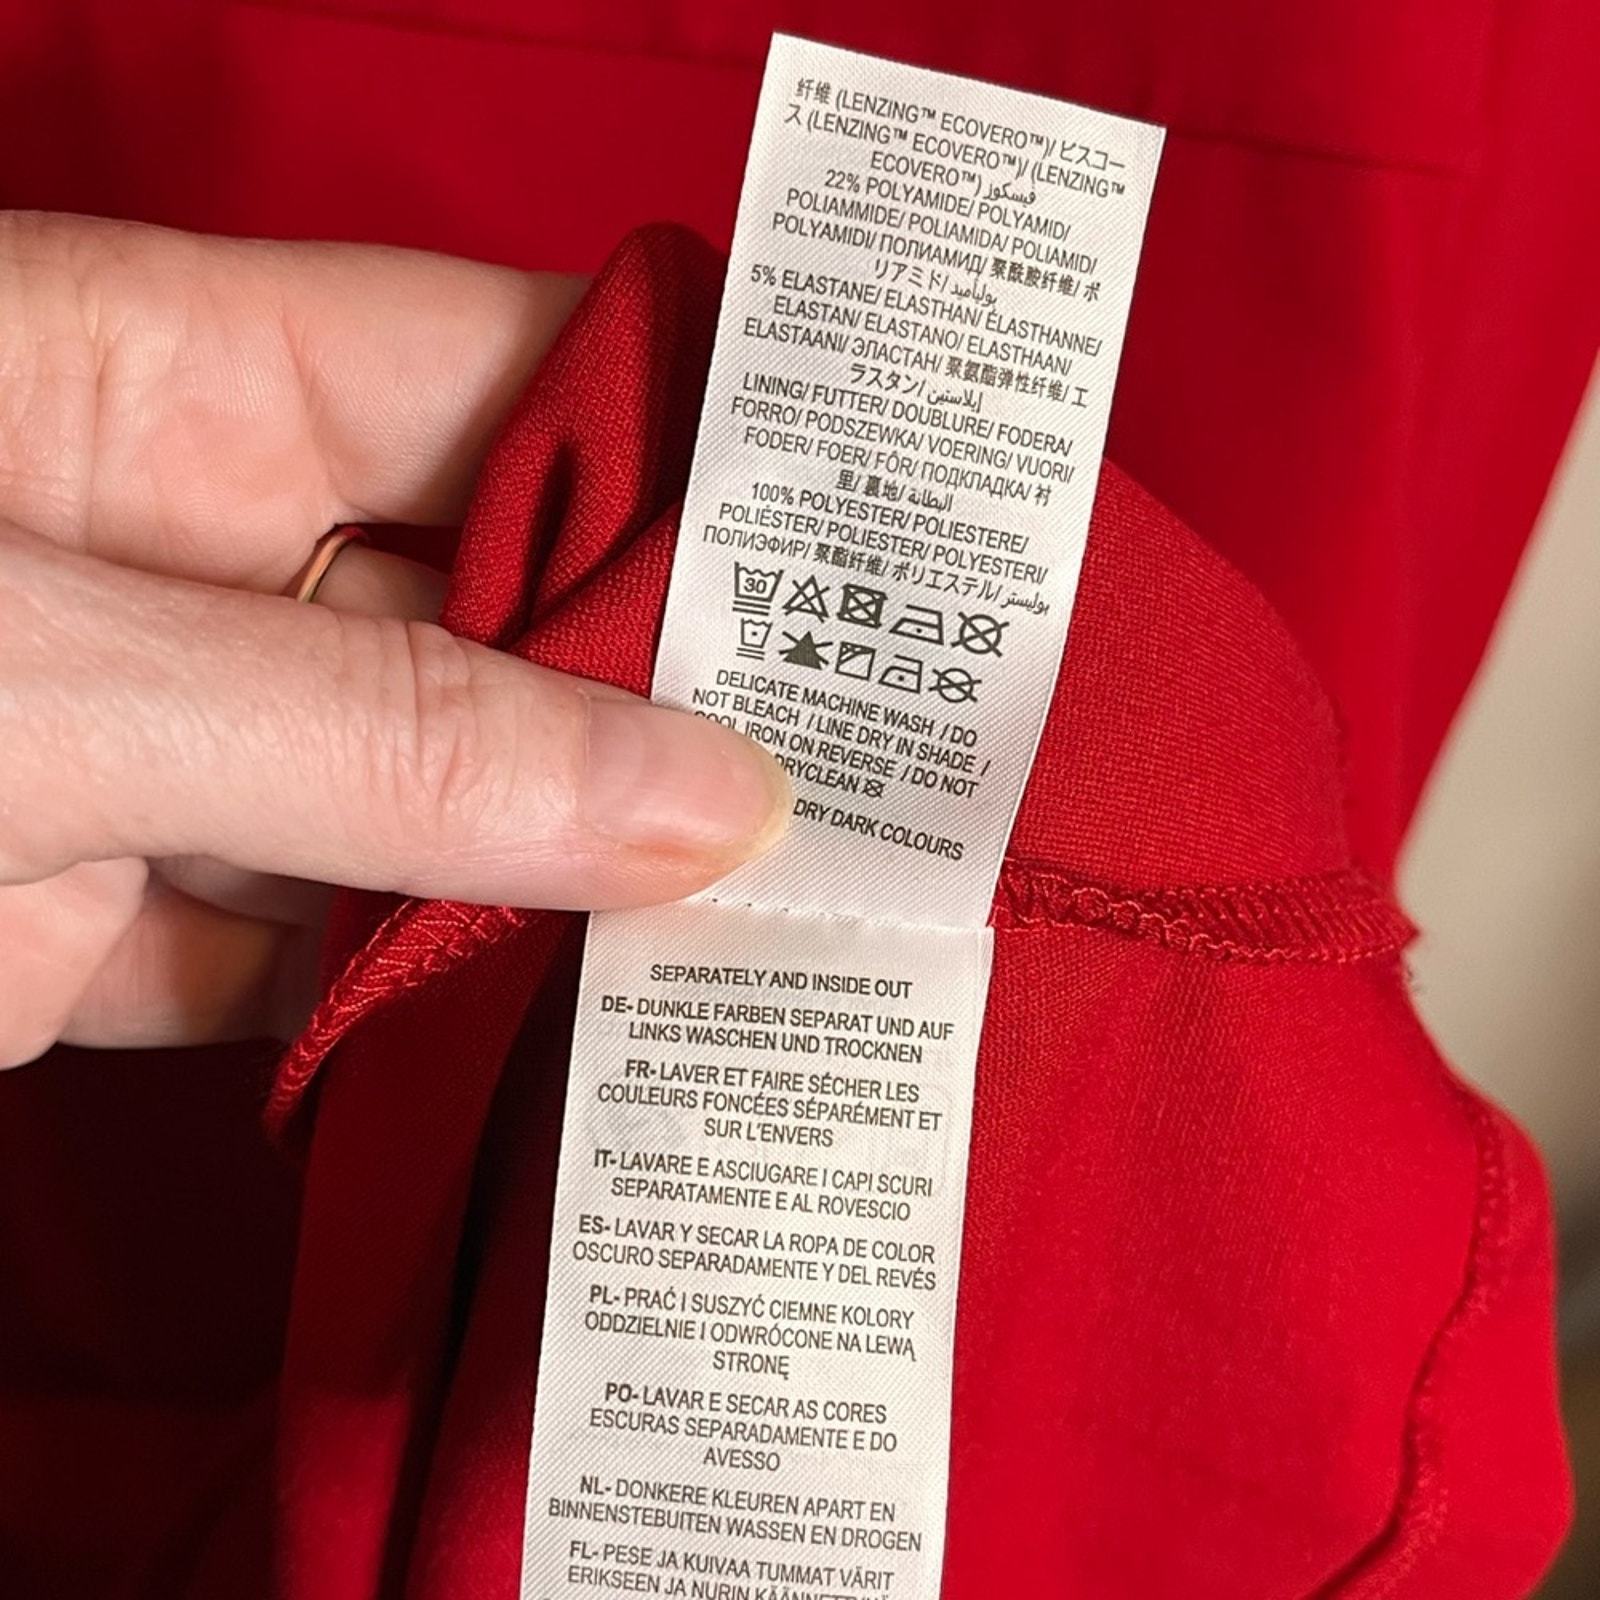 纤维 (LENZING™ ECOVERO™)/ ビスコー
ス (LENZING™ ECOVERO™)/ (LENZING™
ECOVERO™) فيسكوز
22% POLYAMIDE/ POLYAMID/
POLIAMMIDE/ POLIAMIDA/ POLIAMID/
POLYAMIDI/ ПОЛИАМИД/ 聚酰胺纤维/ ポ
リアミド/ بولياميد
5% ELASTANE/ ELASTHAN/ ÉLASTHANNE/
ELASTAN/ ELASTANO/ ELASTHAAN/
ELASTAANI/ ЭЛАСТАН/ 聚氨酯弹性纤维/ エ
ラスタン/ إيلاستين
LINING/ FUTTER/ DOUBLURE/ FODERA/
FORRO/ PODSZEWKA/ VOERING/ VUORI/
FODER/ FOER/ FÔR/ ПОДКЛАДКА/ 衬
里/ 裏地/ البطانة
100% POLYESTER/ POLIESTERE/
POLIÉSTER/ POLIESTER/ POLYESTERI/
ПОЛИЭФИР/ 聚酯纤维/ ポリエステル/ بوليستر
30
DELICATE MACHINE WASH / DO
NOT BLEACH / LINE DRY IN SHADE /
COOL IRON ON REVERSE / DO NOT
DRYCLEAN
DRY DARK COLOURS
SEPARATELY AND INSIDE OUT
DE- DUNKLE FARBEN SEPARAT UND AUF
LINKS WASCHEN UND TROCKNEN
FR- LAVER ET FAIRE SÉCHER LES
COULEURS FONCÉES SÉPARÉMENT ET
SUR L'ENVERS
IT- LAVARE E ASCIUGARE I CAPI SCURI
SEPARATAMENTE E AL ROVESCIO
ES- LAVAR Y SECAR LA ROPA DE COLOR
OSCURO SEPARADAMENTE Y DEL REVÉS
PL- PRAĆ I SUSZYĆ CIEMNE KOLORY
ODDZIELNIE I ODWRÓCONE NA LEWĄ
STRONĘ
PO- LAVAR E SECAR AS CORES
ESCURAS SEPARADAMENTE E DO
AVESSO
NL- DONKERE KLEUREN APART EN
BINNENSTEBUITEN WASSEN EN DROGEN
FL- PESE JA KUIVAA TUMMAT VÄRIT
ERIKSEEN JA NURIN